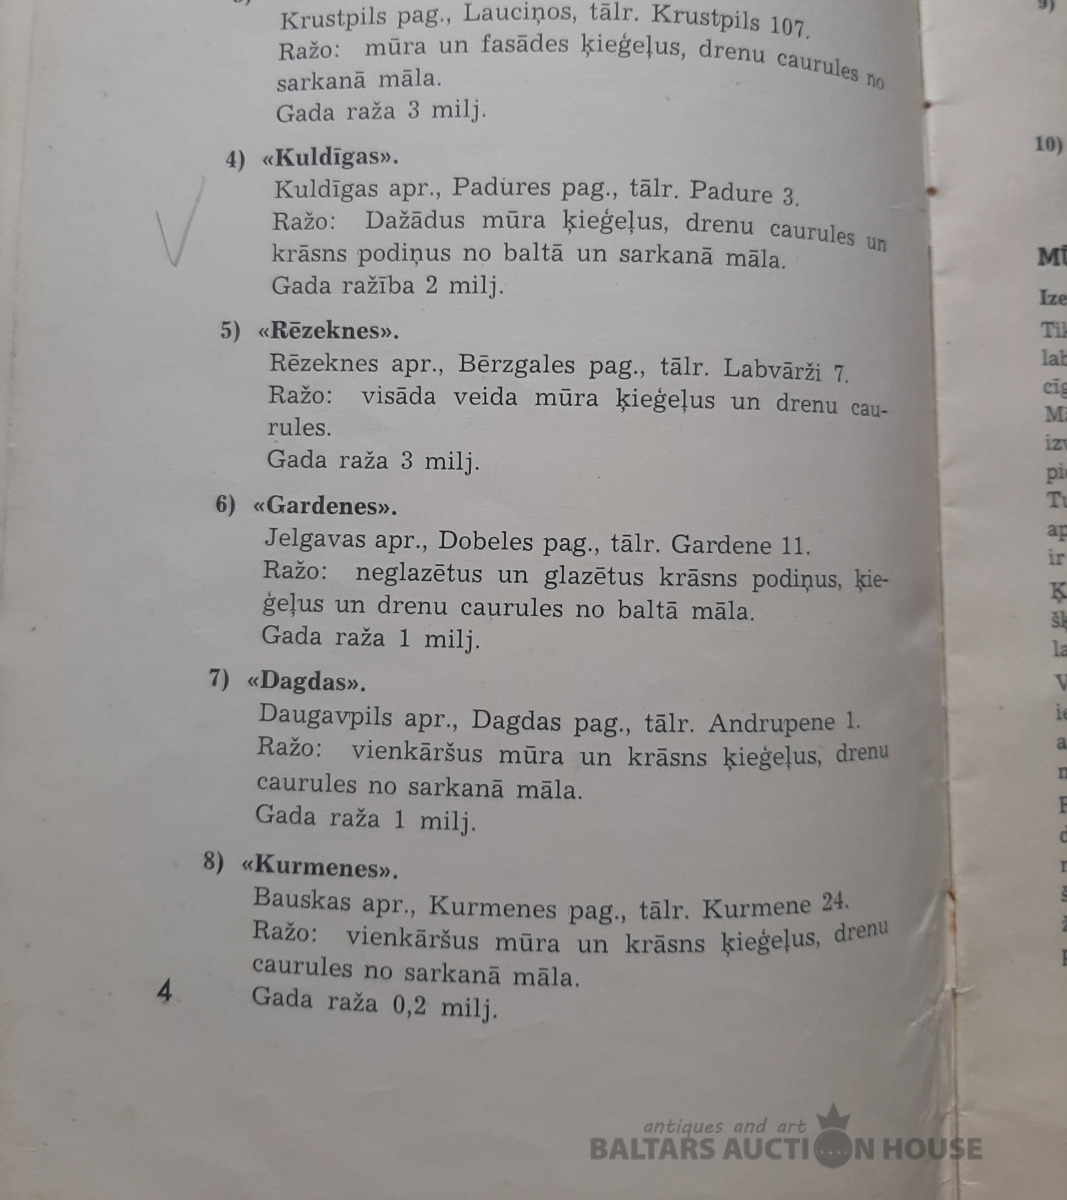 Krustpils pag., Lauciņos, tālr. Krustpils 107.
Ražo: mūra un fasādes ķieģeļus, drenu caurules no
sarkanā māla.
Gada raža 3 milj.
4) «Kuldīgas».
Kuldīgas apr., Padures pag., tālr. Padure 3.
Ražo: Dažādus mūra ķieģeļus, drenu caurules un
krāsns podiņus no baltā un sarkanā māla.
Gada ražība 2 milj.
5) «Rēzeknes».
Rēzeknes apr., Bērzgales pag., tālr. Labvārži 7.
Ražo: visāda veida mūra ķieģeļus un drenu cau-
rules.
Gada raža 3 milj.
6) «Gardenes».
Jelgavas apr., Dobeles pag., tālr. Gardene 11.
Ražo: neglazētus un glazētus krāsns podiņus, ķie-
ģeļus un drenu caurules no baltā māla.
Gada raža 1 milj.
7) «Dagdas».
Daugavpils apr., Dagdas pag., tālr. Andrupene 1.
Ražo: vienkāršus mūra un krāsns ķieģeļus, drenu
caurules no sarkanā māla.
Gada raža 1 milj.
8) «Kurmenes».
Bauskas apr., Kurmenes pag., tālr. Kurmene 24.
Ražo: vienkāršus mūra un krāsns ķieģeļus, drenu
caurules no sarkanā māla.
Gada raža 0,2 milj.
4
9)
10)
antiques and art
BALTARS AUCTION HOUSE